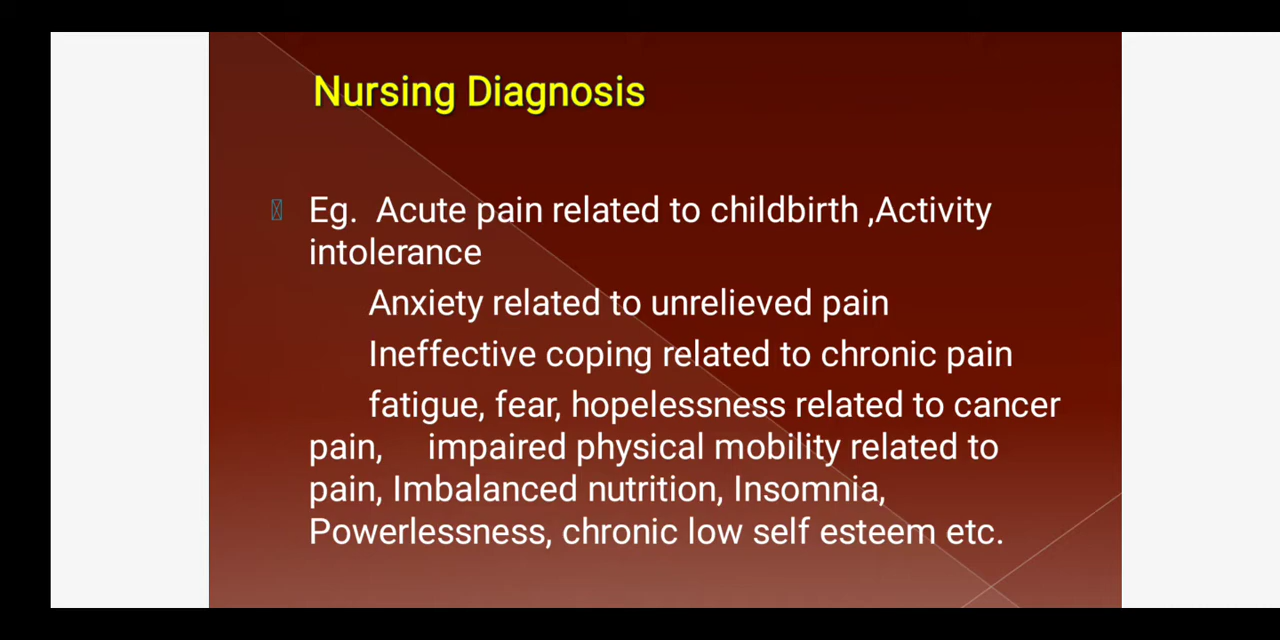 Nursing Diagnosis
Eg. Acute pain related to childbirth ,Activity
intolerance
Anxiety related to unrelieved pain
Ineffective coping related to chronic pain
fatigue, fear, hopelessness related to cancer
pain, impaired physical mobility related to
pain, Imbalanced nutrition, Insomnia,
Powerlessness, chronic low self esteem etc.